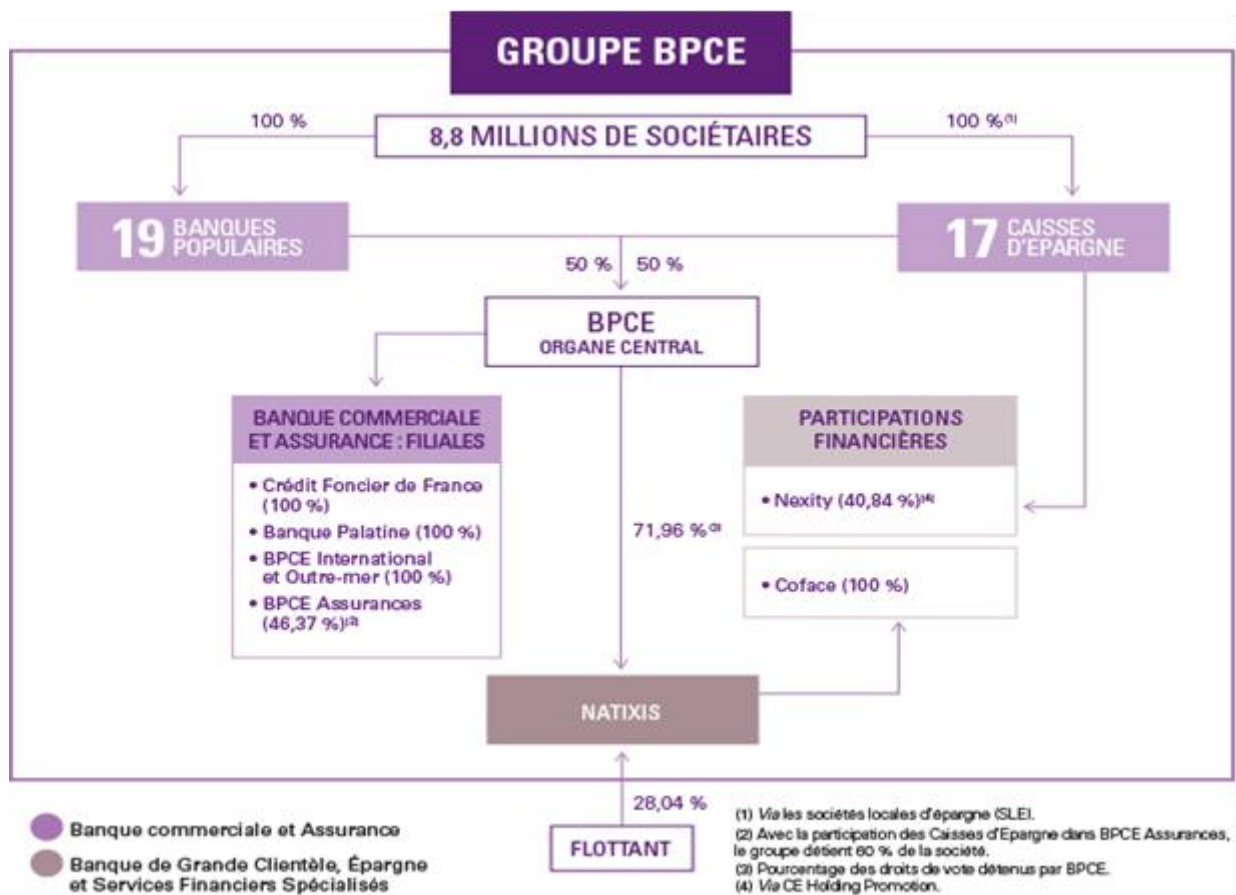 GROUPE BPCE
100 %
8,8 MILLIONS DE SOCIÉTAIRES
100 %(1)
19 BANQUES
POPULAIRES
17 CAISSES
D'EPARGNE
50 % 50 %
BPCE
ORGANE CENTRAL
BANQUE COMMERCIALE
ET ASSURANCE : FILIALES
• Crédit Foncier de France
(100 %)
• Banque Palatine (100 %)
• BPCE International
et Outre-mer (100 %)
• BPCE Assurances
(46,37 %)(2)
71,96 %(3)
PARTICIPATIONS
FINANCIÈRES
• Nexity (40,84 %)(4)
• Coface (100 %)
NATIXIS
28,04 %
FLOTTANT
Banque commerciale et Assurance
Banque de Grande Clientèle, Épargne
et Services Financiers Spécialisés
(1) Via les sociétés locales d'épargne (SLE).
(2) Avec la participation des Caisses d'Epargne dans BPCE Assurances,
le groupe détient 60 % de la société.
(3) Pourcentage des droits de vote détenus par BPCE.
(4) Via CE Holding Promotion.